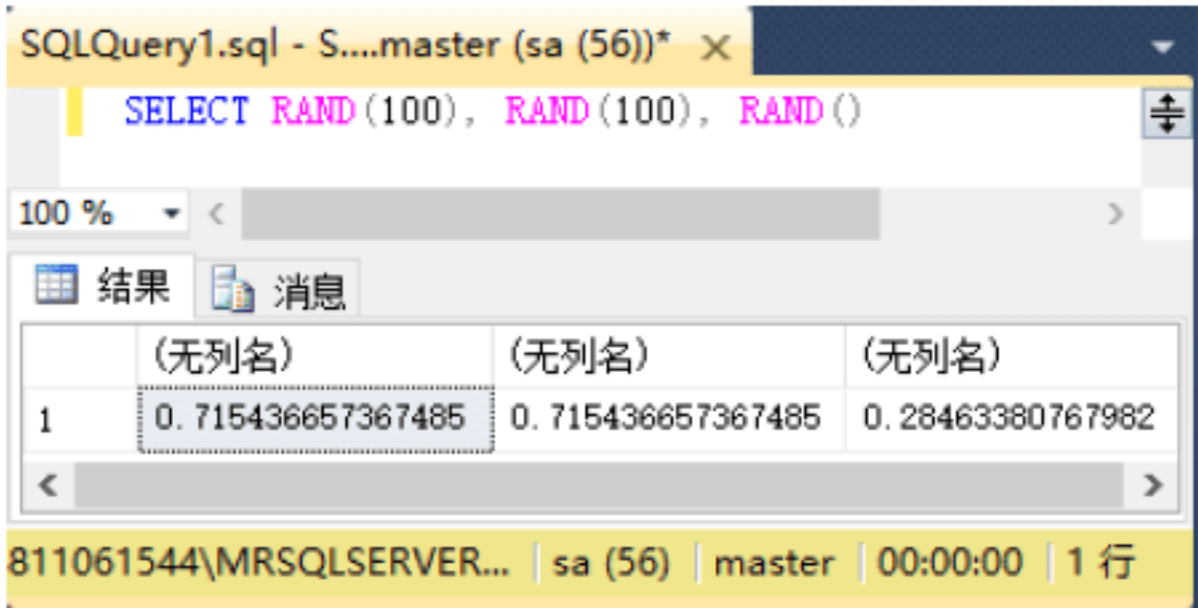 SQLQuery1.sql - S....master (sa (56))*
SELECT RAND(100), RAND(100), RAND()
100 %
结果 消息
(无列名) (无列名) (无列名)
1 0.715436657367485 0.715436657367485 0.28463380767982
811061544\MRSQLSERVER... sa (56) master 00:00:00 1 行